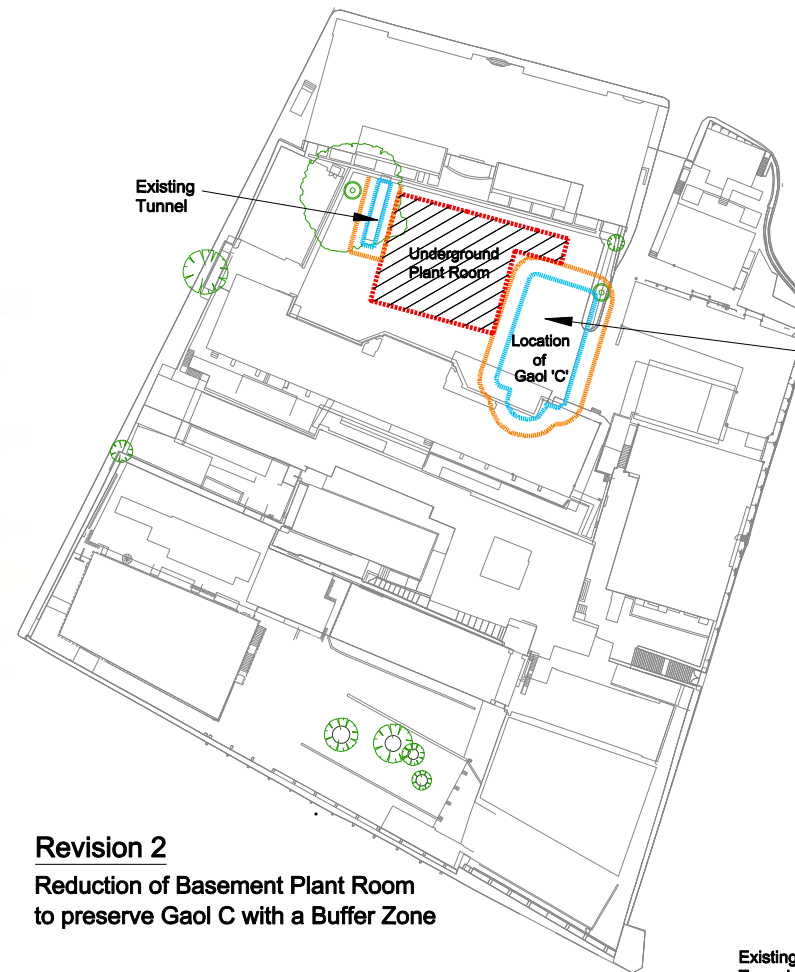 Existing
Tunnel
Underground
Plant Room
Location
of
Gaol 'C'
Revision 2
Reduction of Basement Plant Room
to preserve Gaol C with a Buffer Zone
Existing